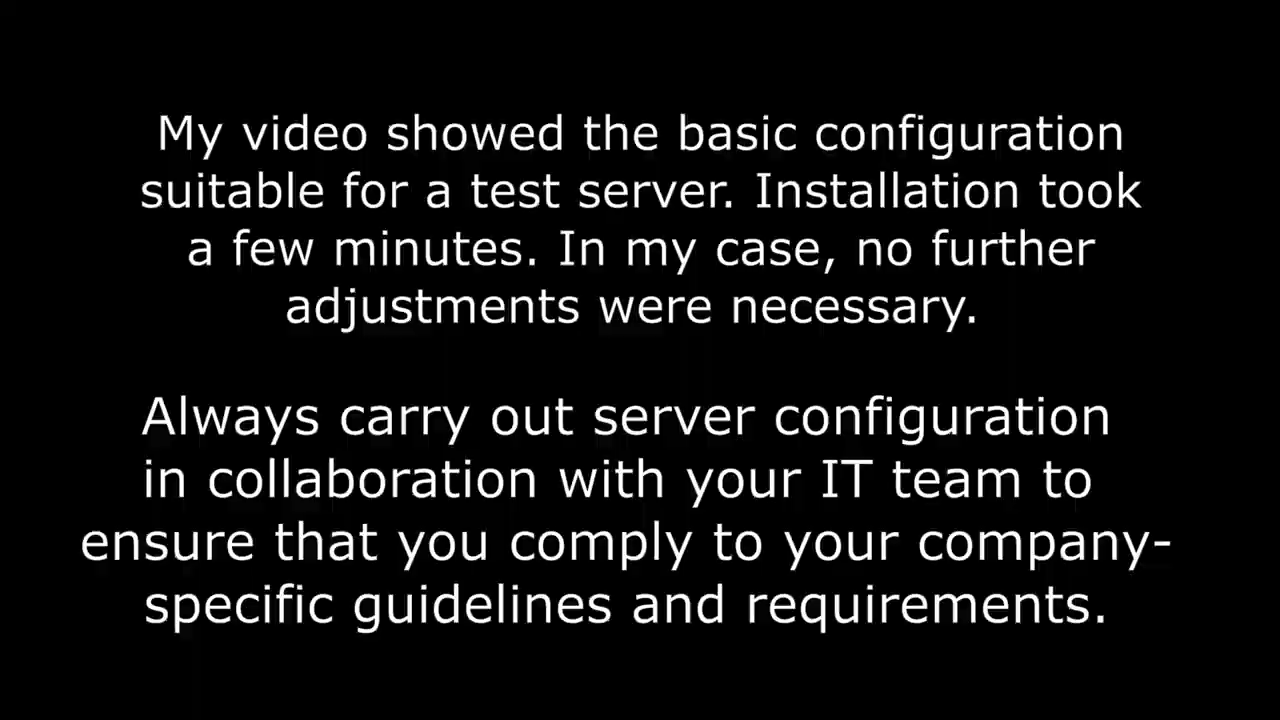 My video showed the basic configuration
suitable for a test server. Installation took
a few minutes. In my case, no further
adjustments were necessary.
Always carry out server configuration
in collaboration with your IT team to
ensure that you comply to your company-
specific guidelines and requirements.